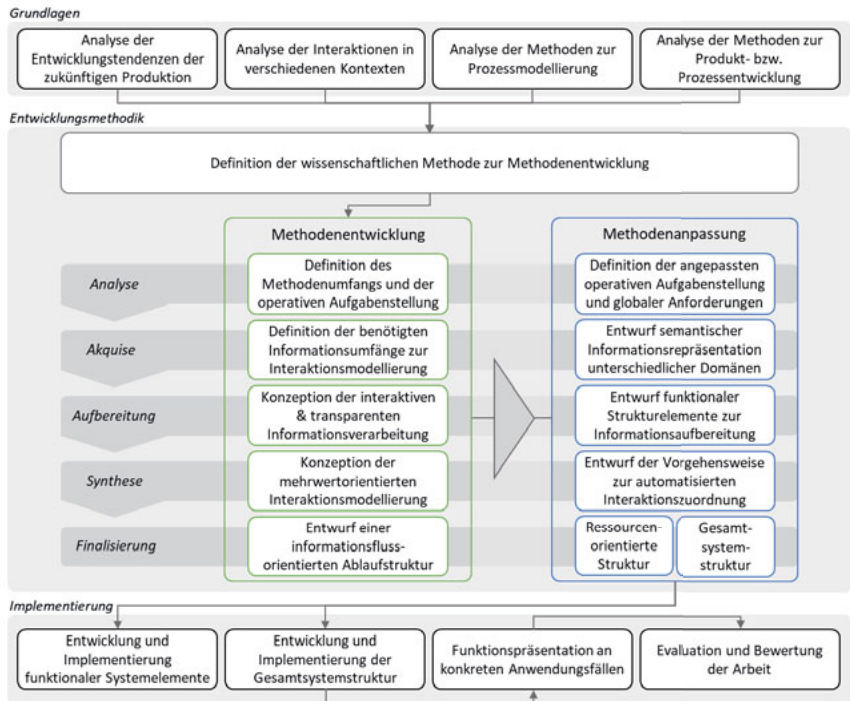 Grundlagen
Analyse der
Entwicklungstendenzen der
zukünftigen Produktion
Analyse der Interaktionen in
verschiedenen Kontexten
Analyse der Methoden zur
Prozessmodellierung
Analyse der Methoden zur
Produkt- bzw.
Prozessentwicklung
Entwicklungsmethodik
Definition der wissenschaftlichen Methode zur Methodenentwicklung
Methodenentwicklung
Methodenanpassung
Analyse
Definition des
Methodenumfangs und der
operativen Aufgabenstellung
Definition der angepassten
operativen Aufgabenstellung
und globaler Anforderungen
Akquise
Definition der benötigten
Informationsumfänge zur
Interaktionsmodellierung
Entwurf semantischer
Informationsrepräsentation
unterschiedlicher Domänen
Aufbereitung
Konzeption der interaktiven
& transparenten
Informationsverarbeitung
Entwurf funktionaler
Strukturelemente zur
Informationsaufbereitung
Synthese
Konzeption der
mehrwertorientierten
Interaktionsmodellierung
Entwurf der Vorgehensweise
zur automatisierten
Interaktionszuordnung
Finalisierung
Entwurf einer
informationsfluss-
orientierten Ablaufstruktur
Ressourcen-
orientierte
Struktur
Gesamt-
system-
struktur
Implementierung
Entwicklung und
Implementierung
funktionaler Systemelemente
Entwicklung und
Implementierung der
Gesamtsystemstruktur
Funktionspräsentation an
konkreten Anwendungsfällen
Evaluation und Bewertung
der Arbeit